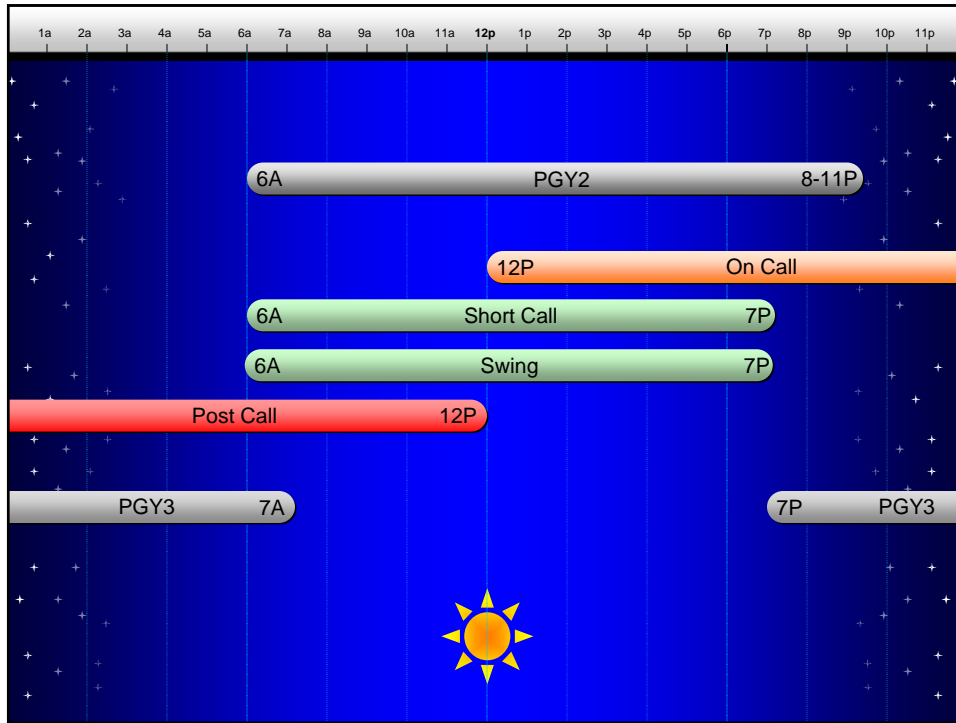 1a 2a 3a 4a 5a 6a 7a 8a 9a 10a 11a 12p 1p 2p 3p 4p 5p 6p 7p 8p 9p 10p 11p
6A PGY2 8-11P
12P On Call
6A Short Call 7P
6A Swing 7P
Post Call 12P
PGY3 7A 7P PGY3